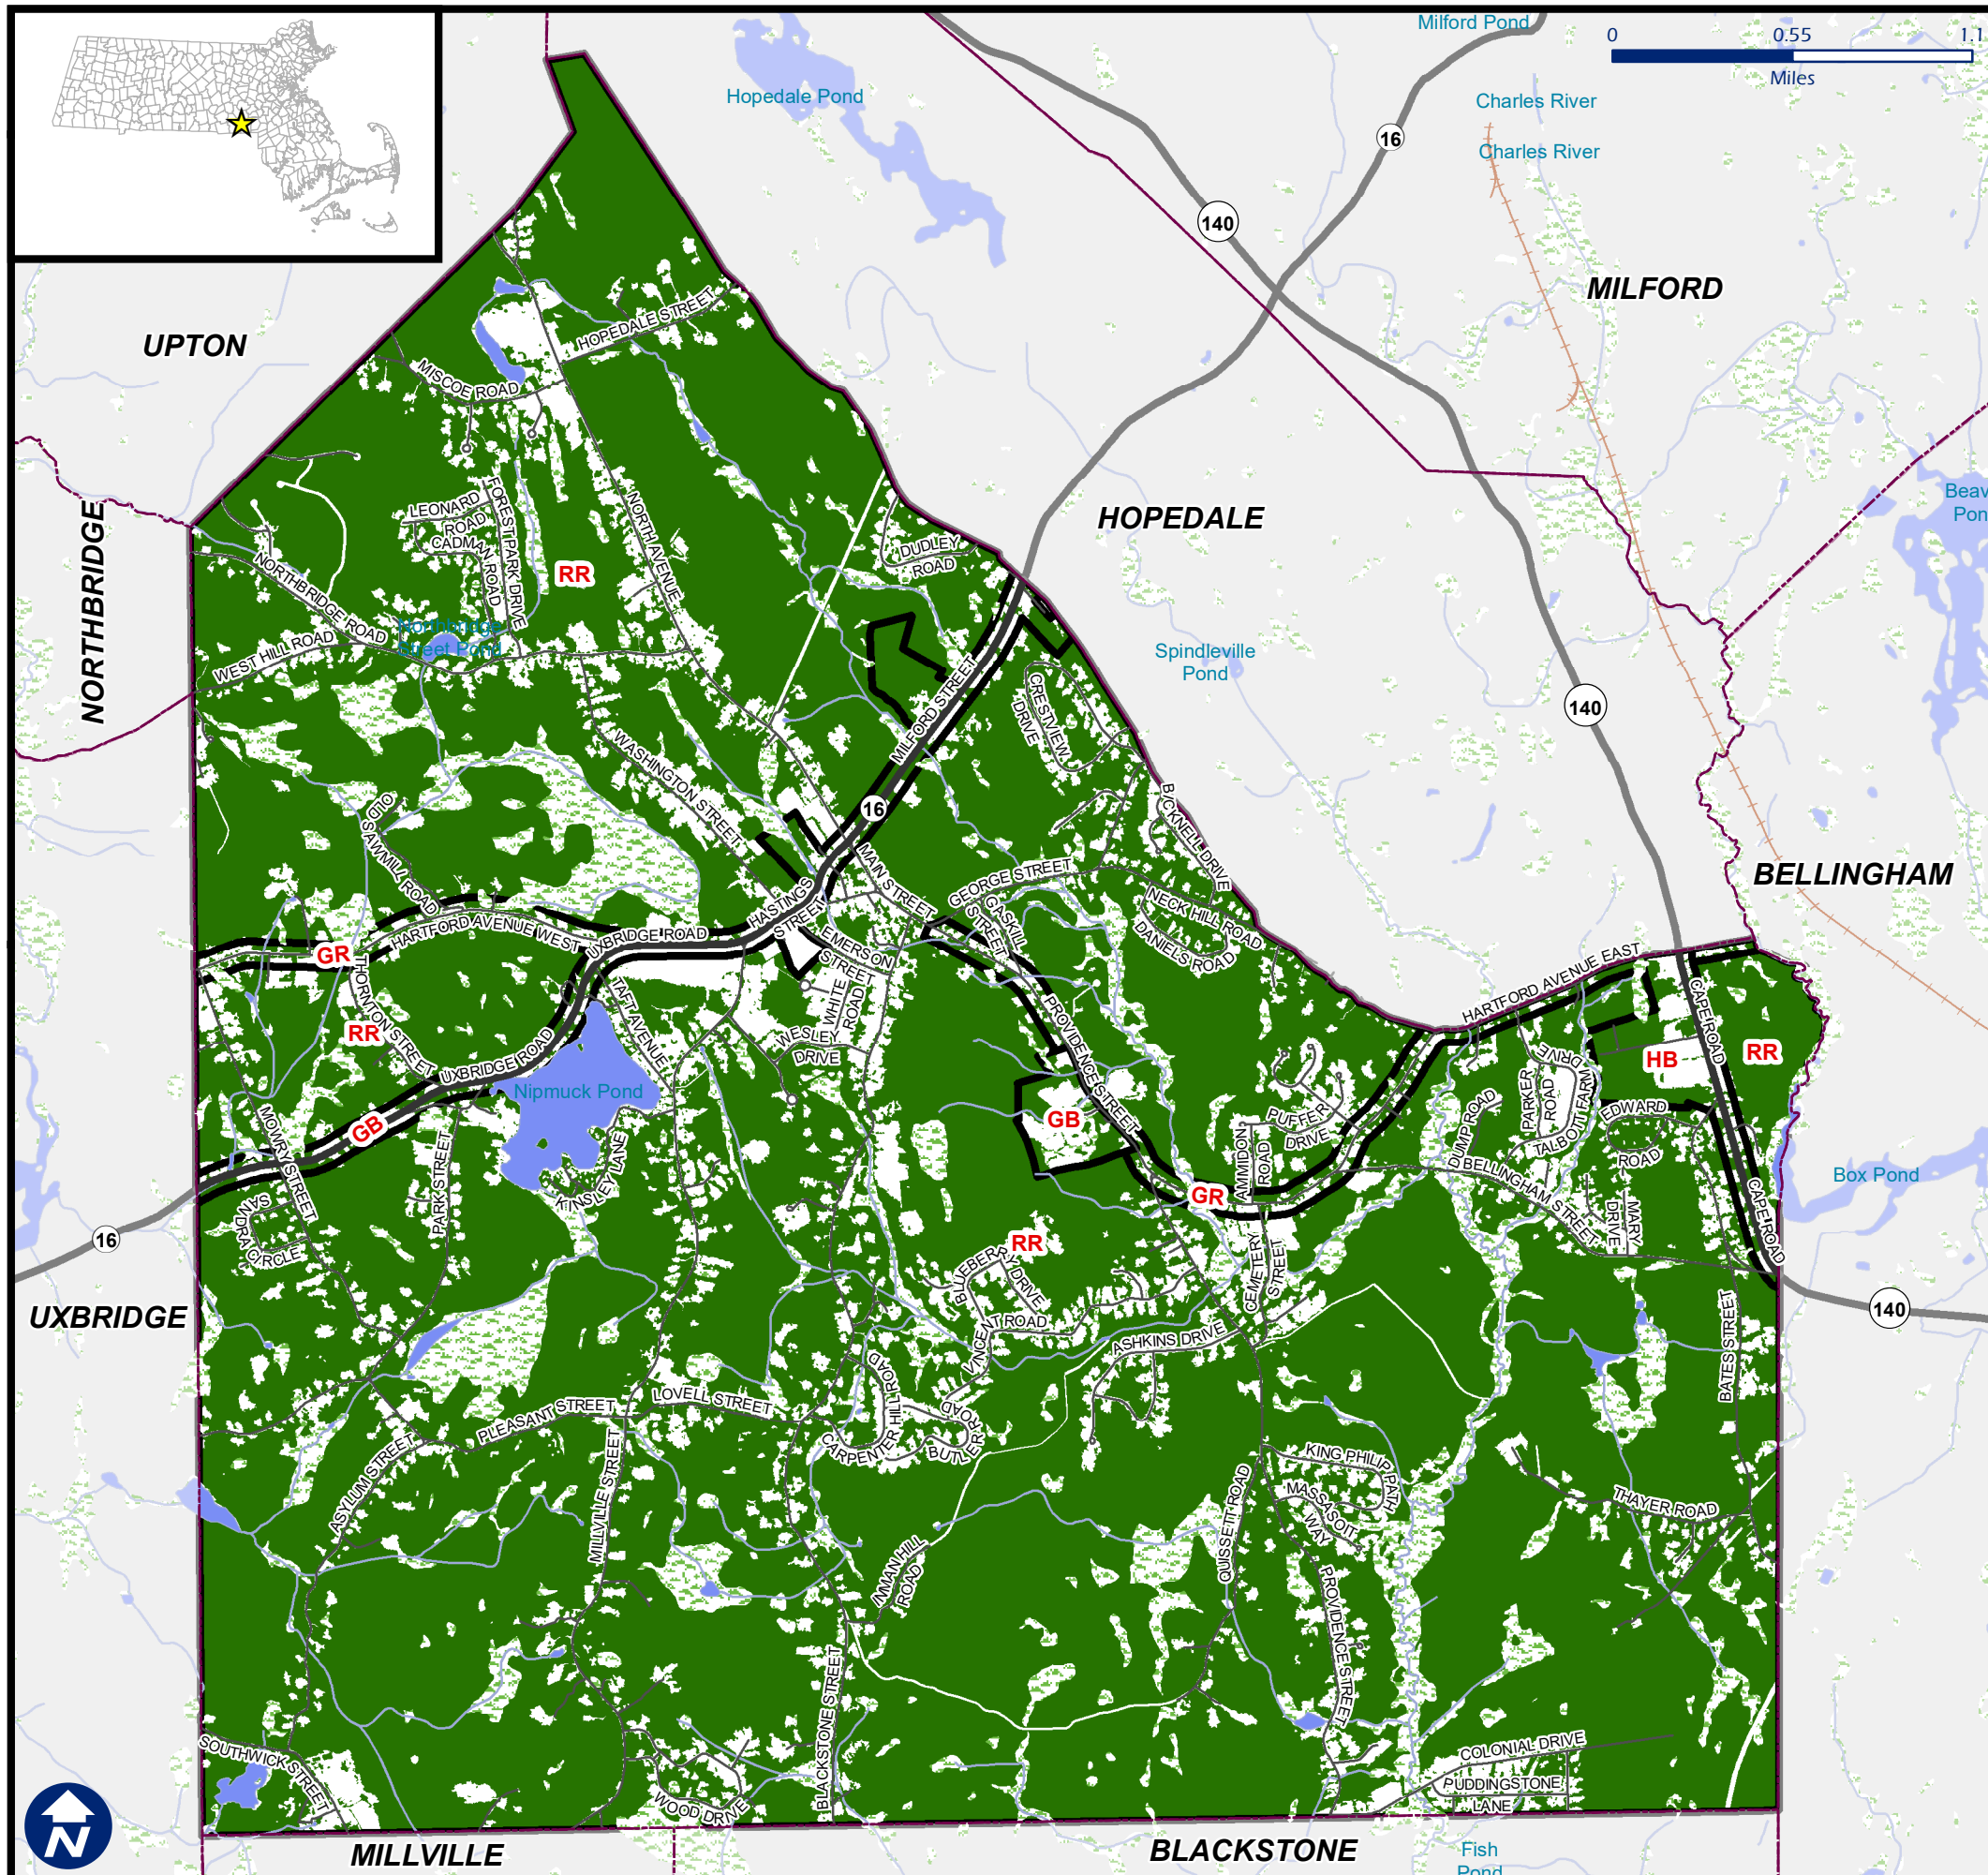 Milford Pond
0 0.55 1.1
Miles
Hopedale Pond
Charles River
16
Charles River
140
MILFORD
UPTON
HOPEDALE STREET
MISCOE ROAD
NORTHBRIDGE
HOPEDALE
LEONARD
ROAD
FOREST PARK DRIVE
NORTH AVENUE
CADMAN ROAD
DUDLEY
ROAD
NORTHBRIDGE ROAD
RR
Northbridge
Street Pond
WEST HILL ROAD
Spindleville
Pond
MILFORD STREET
CRESTVIEW
DRIVE
140
WASHINGTON STREET
BICKNELL DRIVE
OLD SAWMILL ROAD
16
MAIN STREET
BELLINGHAM
GEORGE STREET
HASTINGS
STREET
GASKILL
STREET
NECK HILL ROAD
DANIELS ROAD
HARTFORD AVENUE WEST
UXBRIDGE ROAD
EMERSON
STREET
GR
HARTFORD AVENUE EAST
THORNTON STREET
TAFT AVENUE
WHITE
ROAD
PROVIDENCE STREET
CAPE ROAD
RR
WESLEY
DRIVE
HB
RR
UXBRIDGE ROAD
Nipmuck Pond
PARKER
ROAD
TALBOTT FARM DRIVE
GB
GB
MOWRY STREET
PUFFER
DRIVE
DUMP ROAD
EDWARD
ROAD
PARK STREET
TINSLEY LANE
AMMIDON
ROAD
BELLINGHAM STREET
Box Pond
SANDRA CIRCLE
GR
MARY
DRIVE
CAPE ROAD
16
RR
BLUEBERRY DRIVE
CEMETERY
STREET
UXBRIDGE
140
VINCENT ROAD
ASHKINS DRIVE
BATES STREET
CARPENTER HILL ROAD
LOVELL STREET
PLEASANT STREET
BUTLER ROAD
ASYLUM STREET
MILLVILLE STREET
KING PHILIP PATH
QUISSETT ROAD
MASSASOIT
WAY
THAYER ROAD
INMAN HILL
ROAD
PROVIDENCE STREET
BLACKSTONE STREET
SOUTHWICK STREET
COLONIAL DRIVE
PUDDINGSTONE
LANE
WOOD DRIVE
N
MILLVILLE
BLACKSTONE
Fish